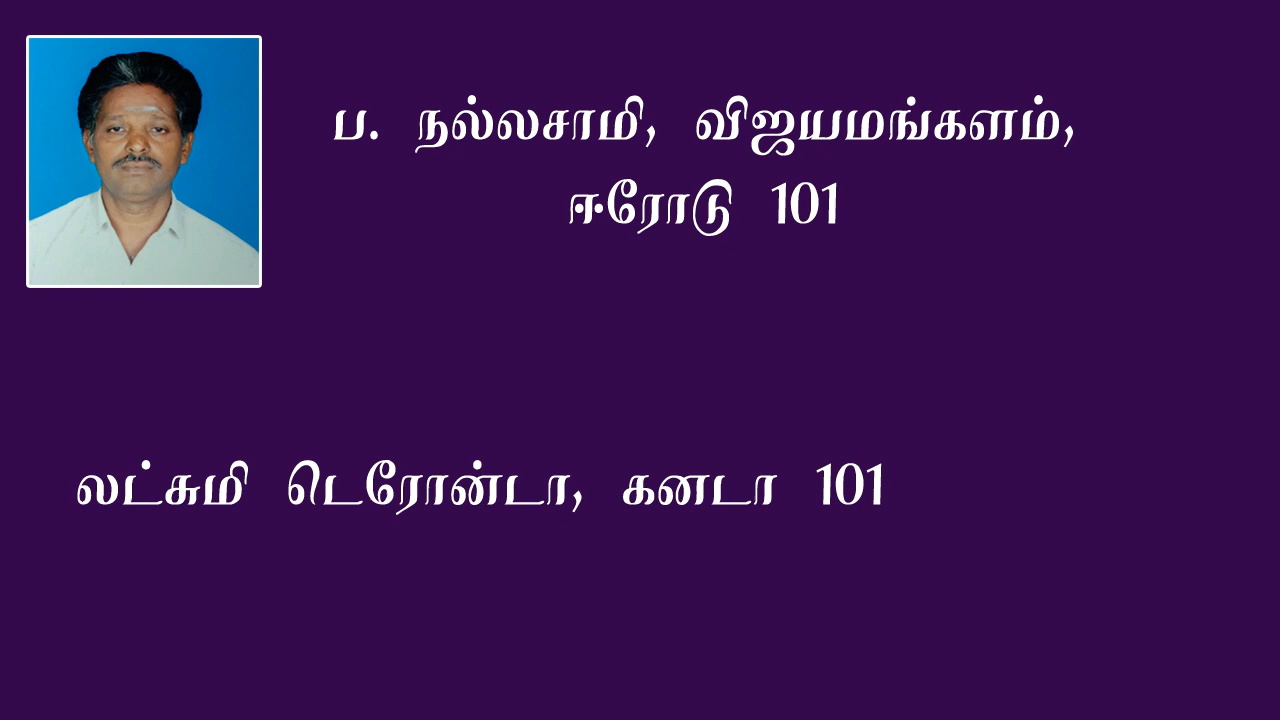 ப. நல்லசாமி, விஜயமங்களம்,
ஈரோடு 101
லட்சுமி டெரோன்டா, கனடா 101